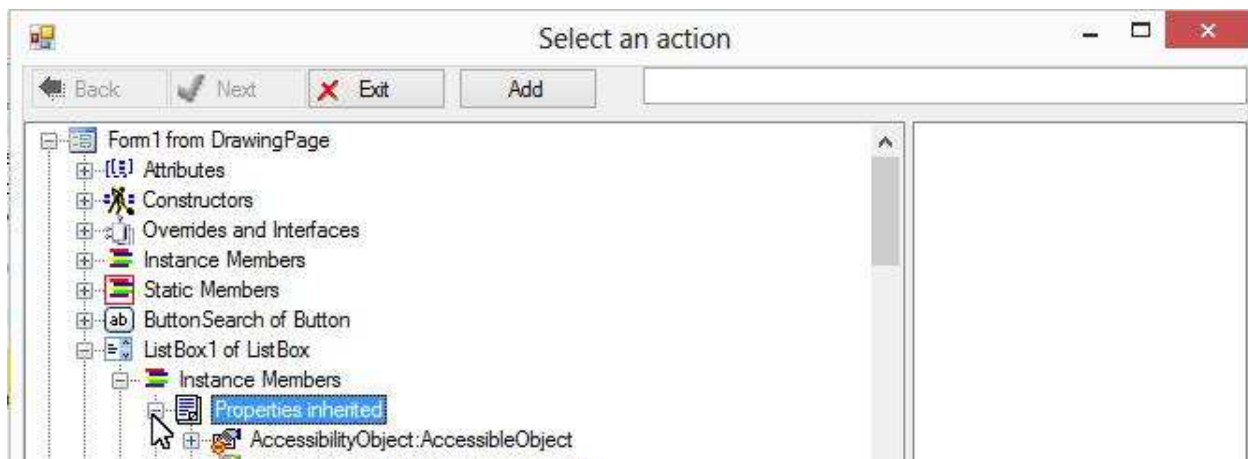 Select an action
Back Next Exit Add
Form1 from DrawingPage
Attributes
Constructors
Overrides and Interfaces
Instance Members
Static Members
ab ButtonSearch of Button
ListBox1 of ListBox
Instance Members
Properties inherited
AccessibilityObject:AccessibleObject